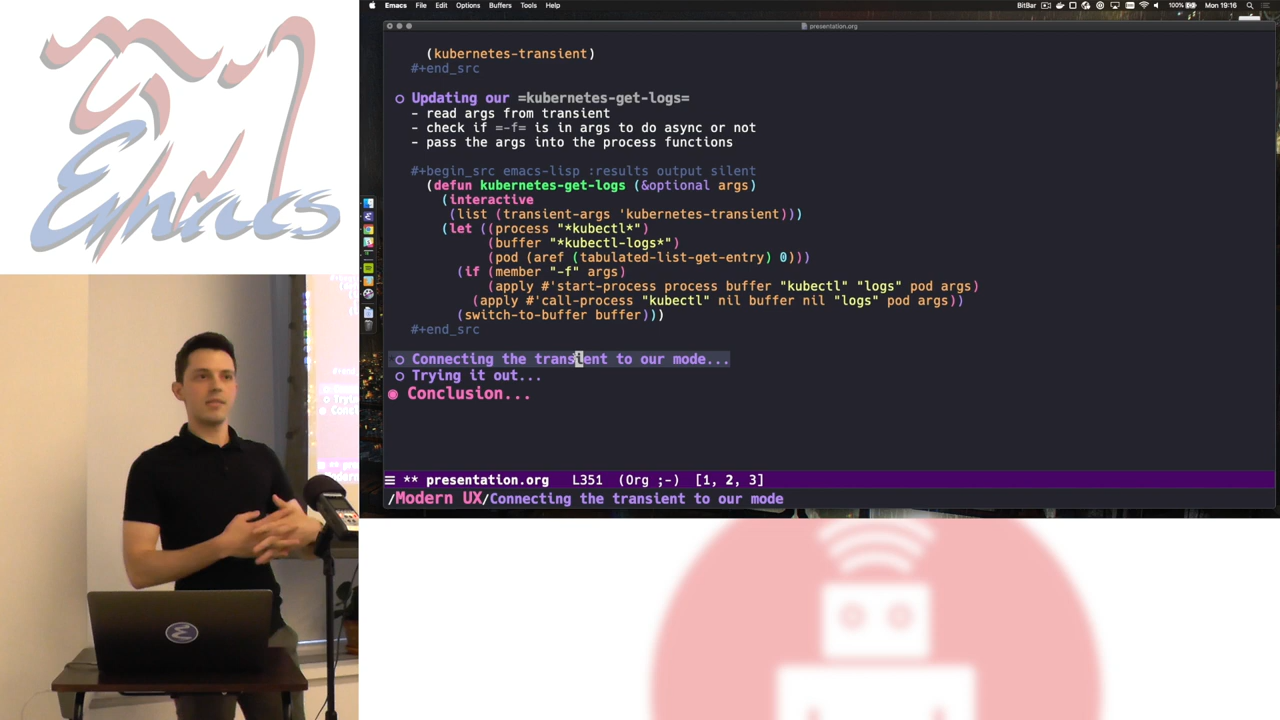 Emacs
Emacs File Edit Options Buffers Tools Help
BitBar 100% Mon 19:16
presentation.org
(kubernetes-transient)
#+end_src
Updating our =kubernetes-get-logs=
- read args from transient
- check if =-f= is in args to do async or not
- pass the args into the process functions
#+begin_src emacs-lisp :results output silent
(defun kubernetes-get-logs (&optional args)
(interactive
(list (transient-args 'kubernetes-transient)))
(let ((process "*kubectl*")
(buffer "*kubectl-logs*")
(pod (aref (tabulated-list-get-entry) 0)))
(if (member "-f" args)
(apply #'start-process process buffer "kubectl" "logs" pod args)
(apply #'call-process "kubectl" nil buffer nil "logs" pod args))
(switch-to-buffer buffer)))
#+end_src
Connecting the transient to our mode...
Trying it out...
Conclusion...
** presentation.org L351 (Org ;-) [1, 2, 3]
/Modern UX/Connecting the transient to our mode